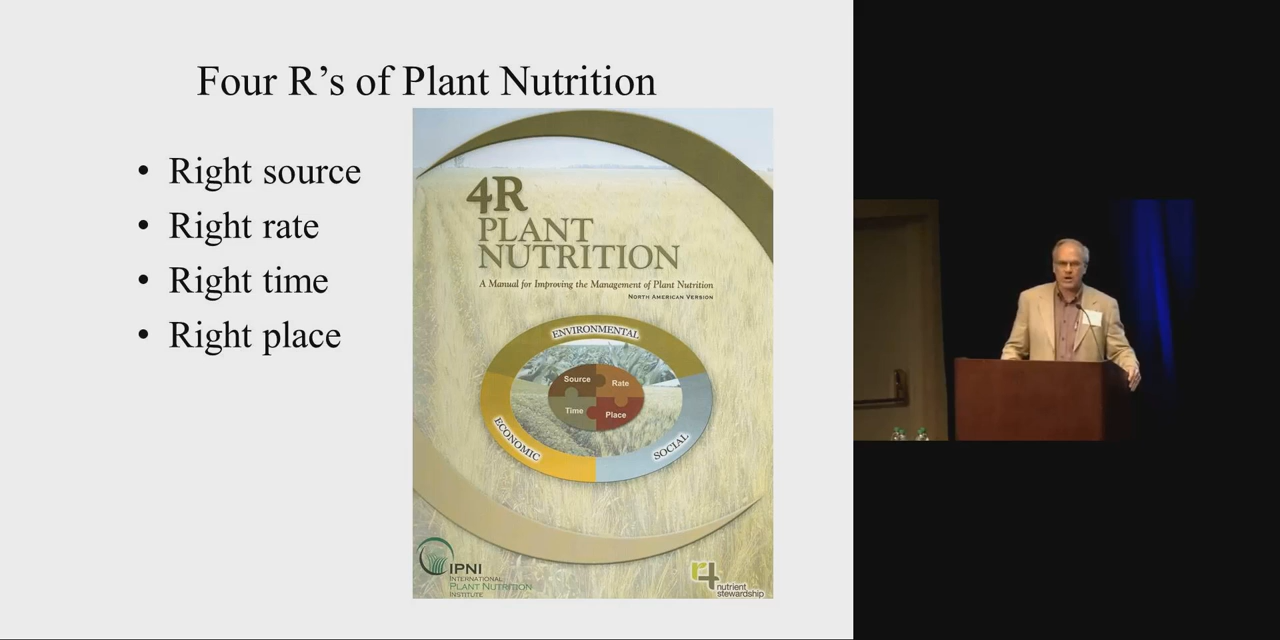 Four R’s of Plant Nutrition
• Right source
• Right rate
• Right time
• Right place
4R
PLANT
NUTRITION
A Manual for Improving the Management of Plant Nutrition
NORTH AMERICAN VERSION
ENVIRONMENTAL
Source
Rate
Time
Place
ECONOMIC
SOCIAL
IPNI
INTERNATIONAL
PLANT NUTRITION
INSTITUTE
r4
nutrient
stewardship